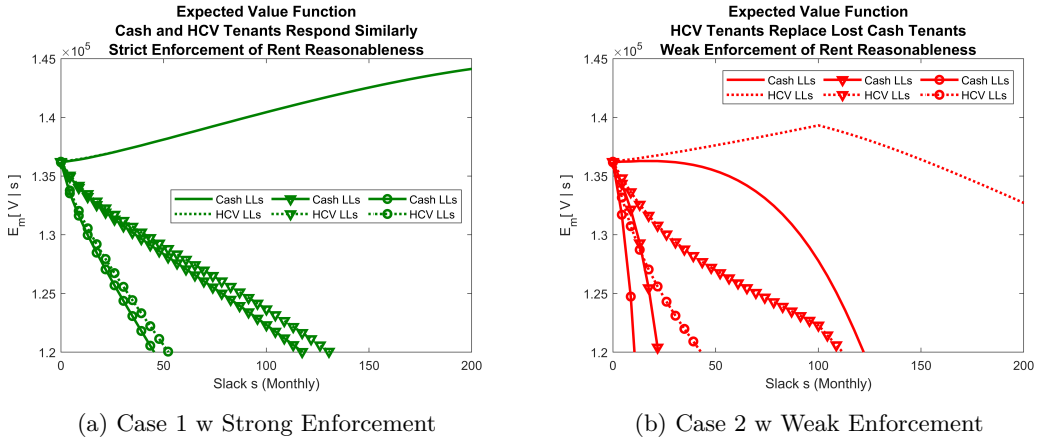 Expected Value Function
Cash and HCV Tenants Respond Similarly
Strict Enforcement of Rent Reasonableness
×10⁵
1.45
1.4
1.35
1.3
1.25
1.2
E_m[ V | s ]
Cash LLs Cash LLs Cash LLs
HCV LLs HCV LLs HCV LLs
0 50 100 150 200
Slack s (Monthly)
(a) Case 1 w Strong Enforcement
Expected Value Function
HCV Tenants Replace Lost Cash Tenants
Weak Enforcement of Rent Reasonableness
×10⁵
1.45
1.4
1.35
1.3
1.25
1.2
E_m[ V | s ]
Cash LLs Cash LLs Cash LLs
HCV LLs HCV LLs HCV LLs
0 50 100 150 200
Slack s (Monthly)
(b) Case 2 w Weak Enforcement